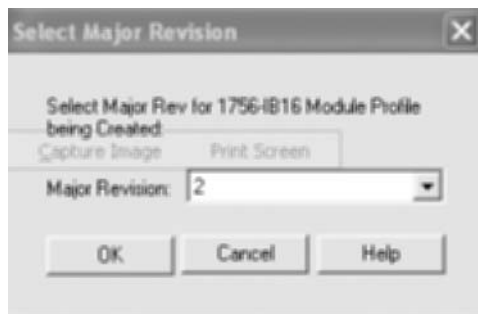 Select Major Revision
Select Major Rev for 1756-IB16 Module Profile
being Created:
Capture Image Print Screen
Major Revision: 2
OK Cancel Help